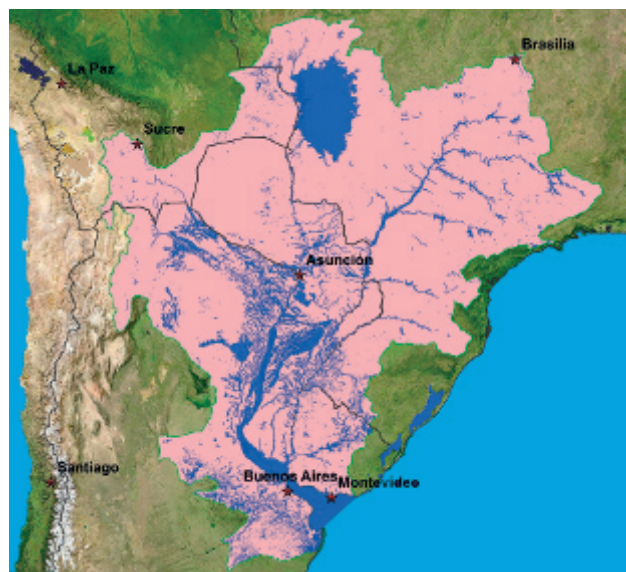 Brasilia
La Paz
Sucre
Asunción
Santiago
Buenos Aires
Montevideo